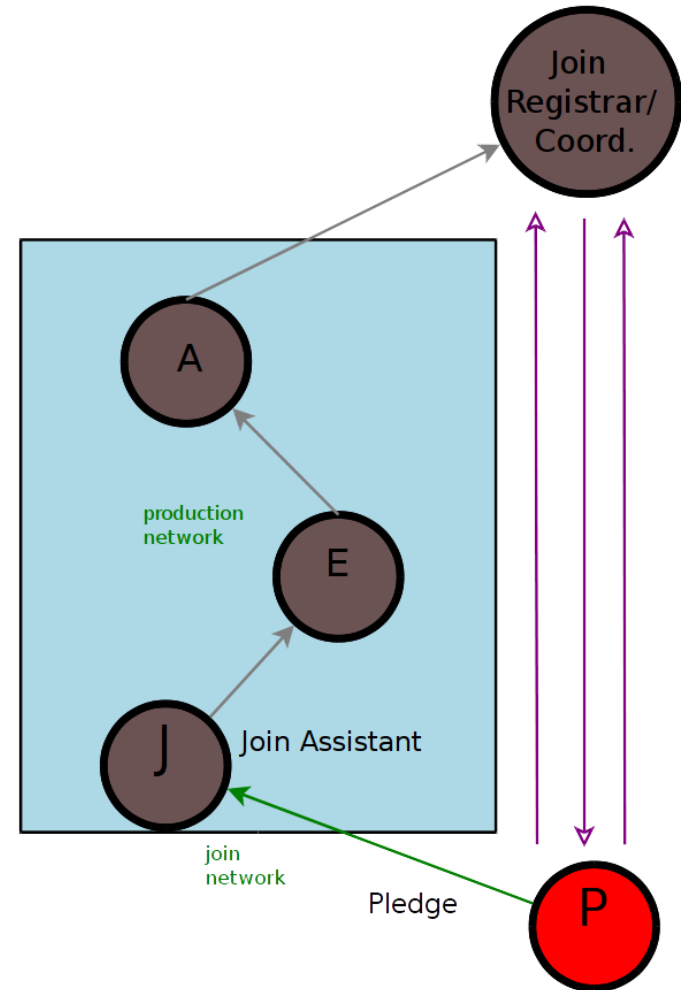 Join
Registrar/
Coord.
A
production
network
E
J
Join Assistant
join
network
Pledge
P